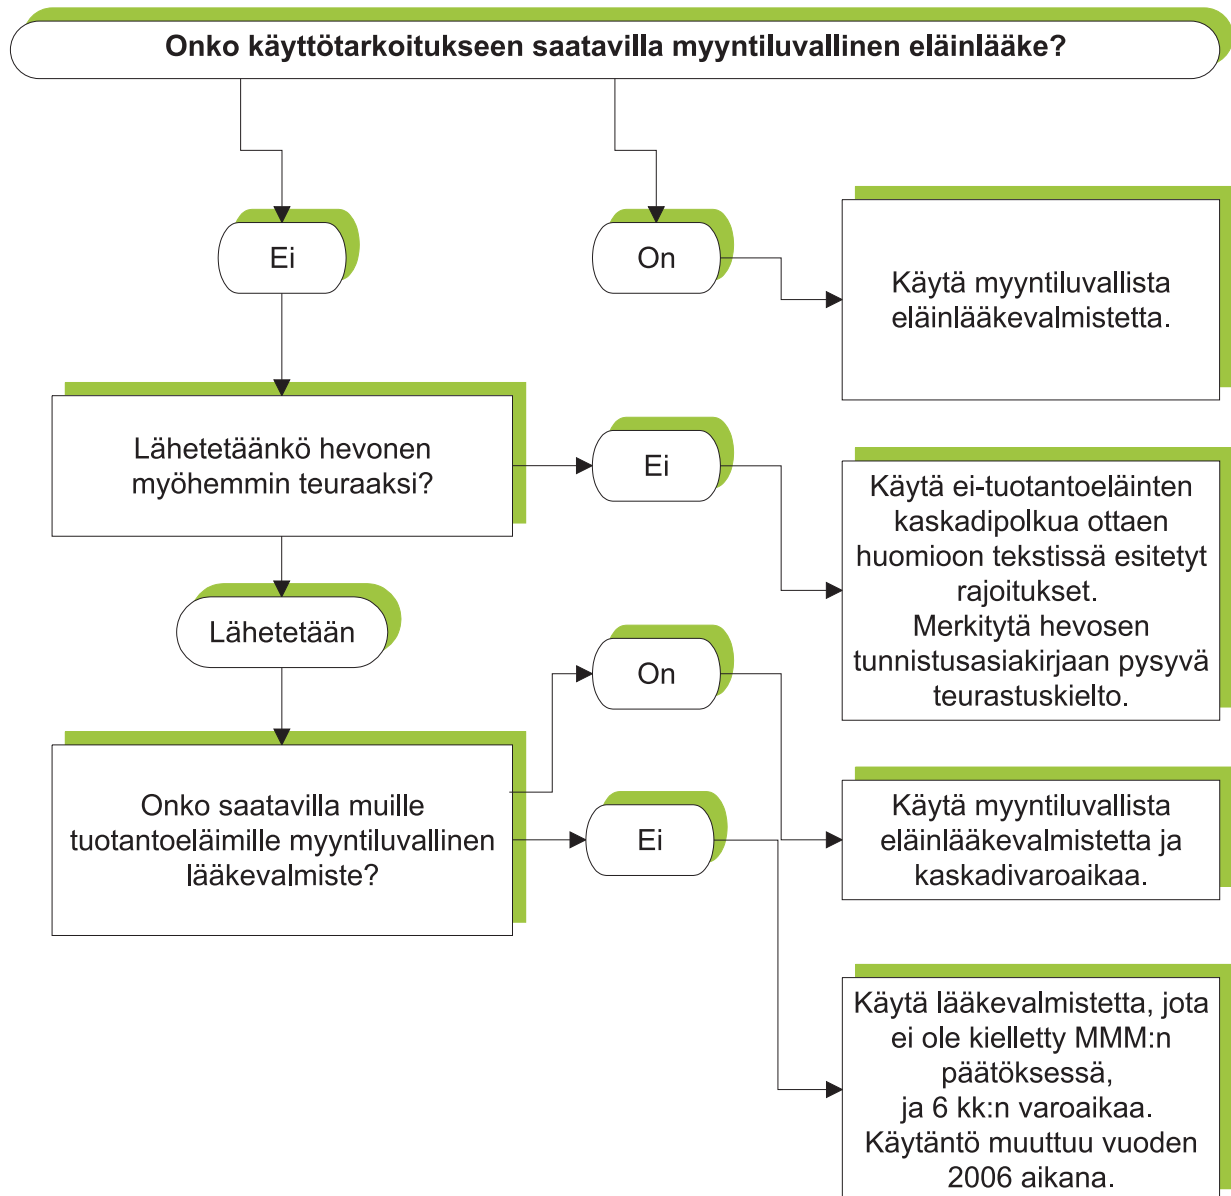 Onko käyttötarkoitukseen saatavilla myyntiluvallinen eläinlääke?
Ei
On
Käytä myyntiluvallista
eläinlääkevalmistetta.
Lähetetäänkö hevonen
myöhemmin teuraaksi?
Ei
Käytä ei-tuotantoeläinten
kaskadipolkua ottaen
huomioon tekstissä esitetyt
rajoitukset.
Merkitytä hevosen
tunnistusasiakirjaan pysyvä
teurastuskielto.
Lähetetään
Onko saatavilla muille
tuotantoeläimille myyntiluvallinen
lääkevalmiste?
On
Käytä myyntiluvallista
eläinlääkevalmistetta ja
kaskadivaroaikaa.
Ei
Käytä lääkevalmistetta, jota
ei ole kielletty MMM:n
päätöksessä,
ja 6 kk:n varoaikaa.
Käytäntö muuttuu vuoden
2006 aikana.